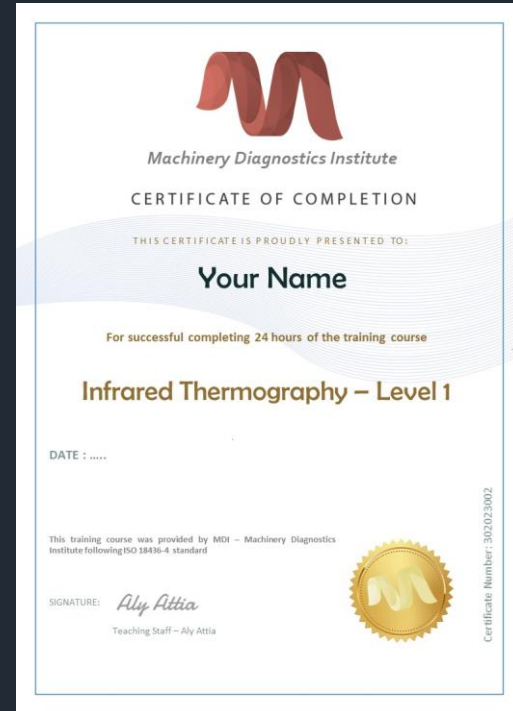 Machinery Diagnostics Institute
CERTIFICATE OF COMPLETION
THIS CERTIFICATE IS PROUDLY PRESENTED TO:
Your Name
For successful completing 24 hours of the training course
Infrared Thermography – Level 1
DATE : .....
This training course was provided by MDI – Machinery Diagnostics
Institute following ISO 18436-4 standard
SIGNATURE: Aly Attia
Teaching Staff – Aly Attia
Certificate Number: 302023002